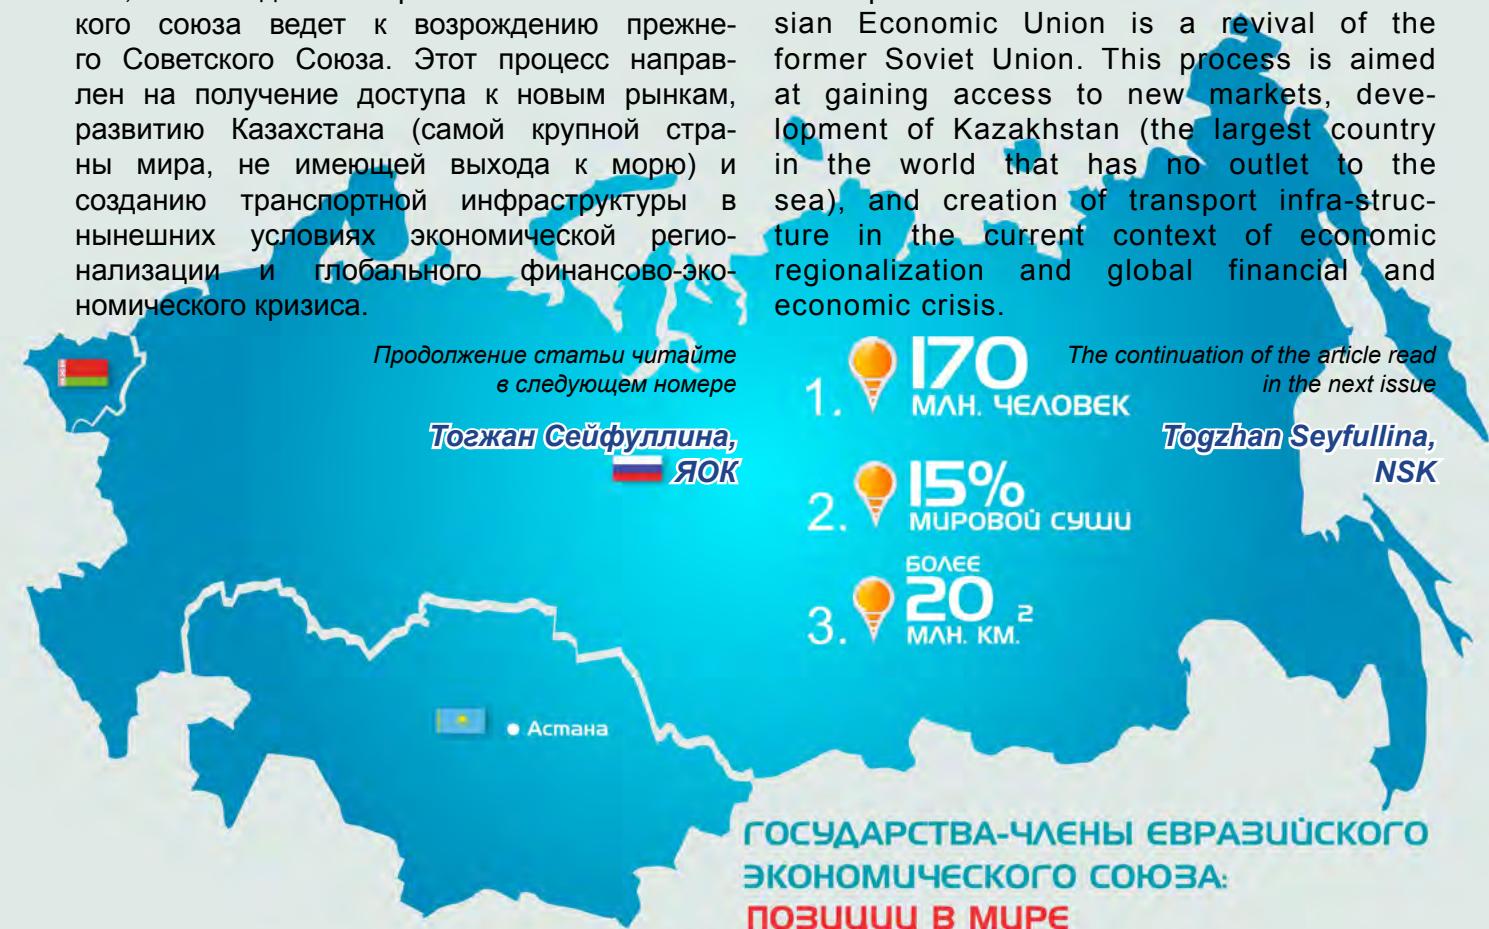 кого союза ведет к возрождению прежне-
го Советского Союза. Этот процесс направ-
лен на получение доступа к новым рынкам,
развитию Казахстана (самой крупной стра-
ны мира, не имеющей выхода к морю) и
созданию транспортной инфраструктуры в
нынешних условиях экономической регио-
нализации и глобального финансово-эко-
номического кризиса.
Продолжение статьи читайте
в следующем номере
Тогжан Сейфуллина,
ЯОК
sian Economic Union is a revival of the
former Soviet Union. This process is aimed
at gaining access to new markets, deve-
lopment of Kazakhstan (the largest country
in the world that has no outlet to the
sea), and creation of transport infra-struc-
ture in the current context of economic
regionalization and global financial and
economic crisis.
The continuation of the article read
in the next issue
Togzhan Seyfullina,
NSK
1. 170
МЛН. ЧЕЛОВЕК
2. 15%
МИРОВОЙ СУШИ
БОЛЕЕ
3. 20
МЛН. КМ.²
Астана
ГОСУДАРСТВА-ЧЛЕНЫ ЕВРАЗИЙСКОГО
ЭКОНОМИЧЕСКОГО СОЮЗА:
ПОЗИЦИИ В МИРЕ